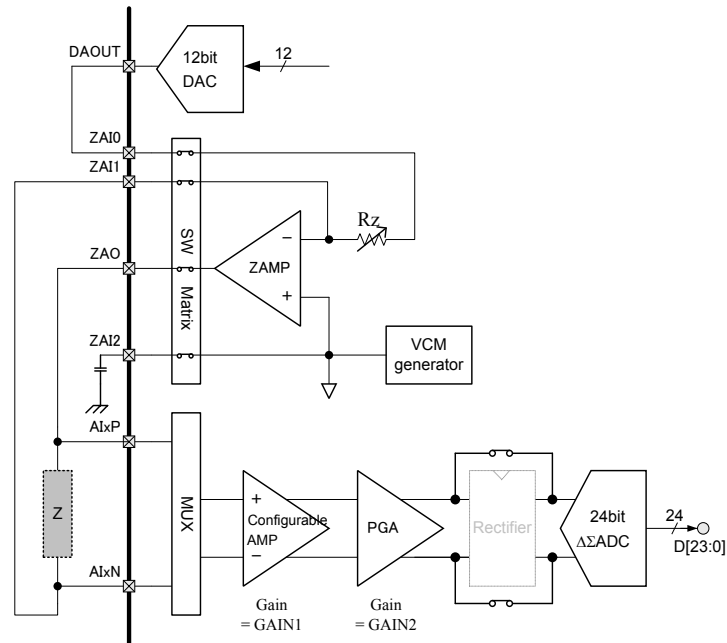 DAOUT
12bit
DAC
12
ZAI0
ZAI1
Rz
SW Matrix
ZAO
−
ZAMP
+
ZAI2
VCM
generator
AIxP
MUX
Z
+
Configurable
AMP
−
PGA
Rectifier
24bit
ΔΣADC
24
D[23:0]
AIxN
Gain
= GAIN1
Gain
= GAIN2